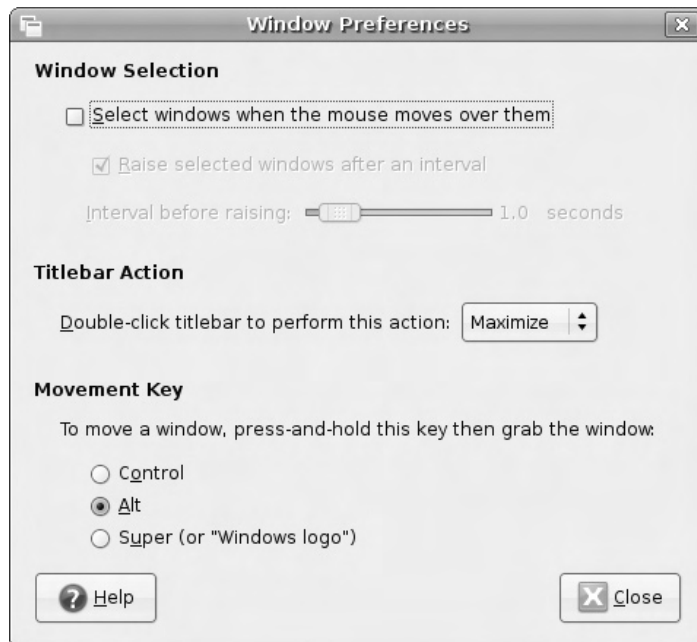 Window Preferences
Window Selection
Select windows when the mouse moves over them
Raise selected windows after an interval
Interval before raising: 1.0 seconds
Titlebar Action
Double-click titlebar to perform this action: Maximize
Movement Key
To move a window, press-and-hold this key then grab the window:
Control
Alt
Super (or "Windows logo")
Help Close